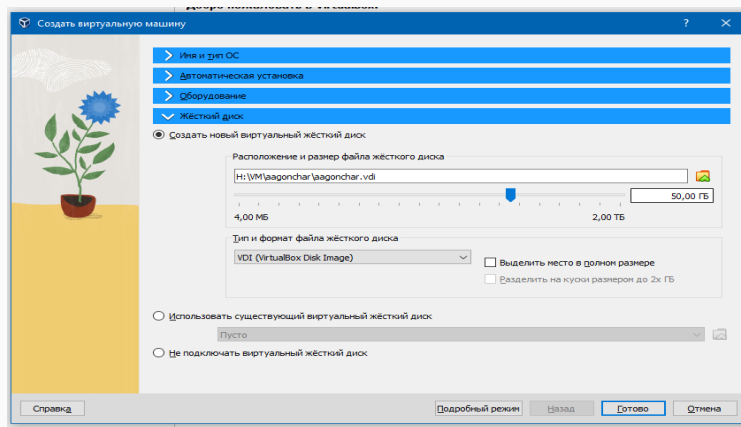 Добро пожаловать в VirtualBox!
Создать виртуальную машину
Имя и тип ОС
Автоматическая установка
Оборудование
Жёсткий диск
Создать новый виртуальный жёсткий диск
Расположение и размер файла жёсткого диска
H:\VM\aagonchar\aagonchar.vdi
50,00 ГБ
4,00 МБ 2,00 ТБ
Тип и формат файла жёсткого диска
VDI (VirtualBox Disk Image) Выделить место в полном размере
Разделить на куски размером до 2х ГБ
Использовать существующий виртуальный жёсткий диск
Пусто
Не подключать виртуальный жёсткий диск
Справка Подробный режим Назад Готово Отмена